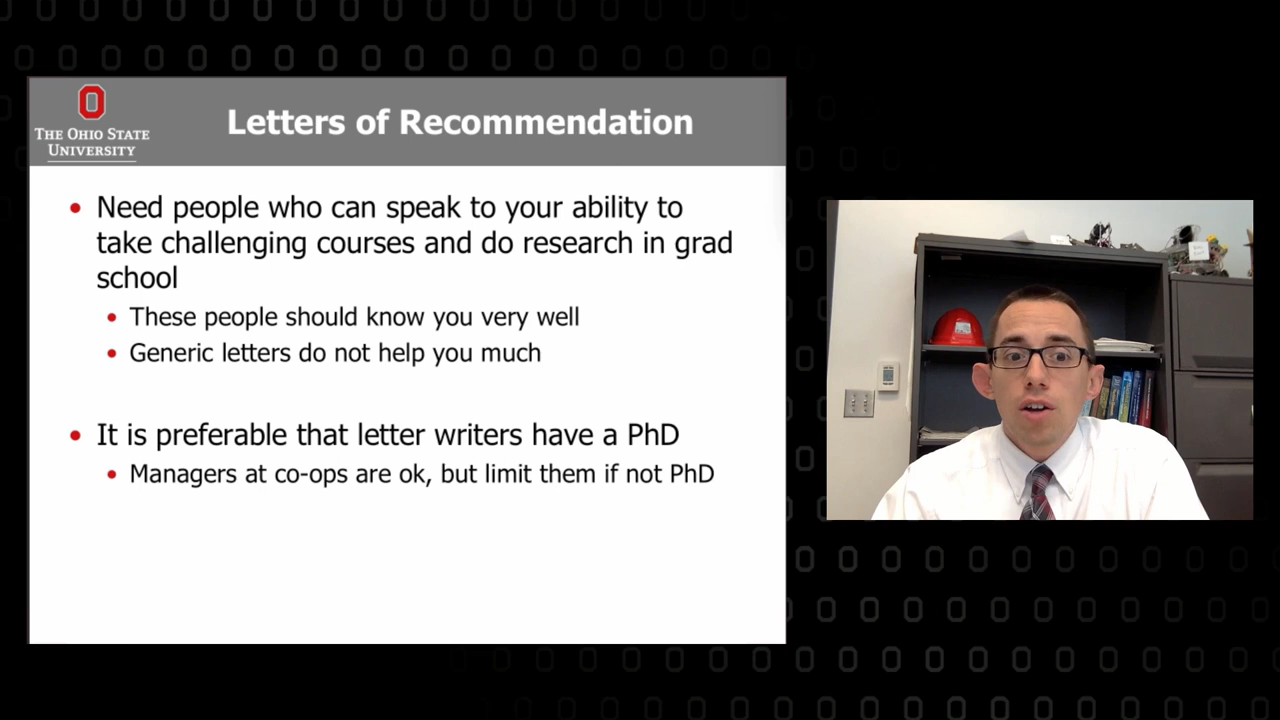 THE OHIO STATE
UNIVERSITY
Letters of Recommendation
• Need people who can speak to your ability to
take challenging courses and do research in grad
school
• These people should know you very well
• Generic letters do not help you much
• It is preferable that letter writers have a PhD
• Managers at co-ops are ok, but limit them if not PhD